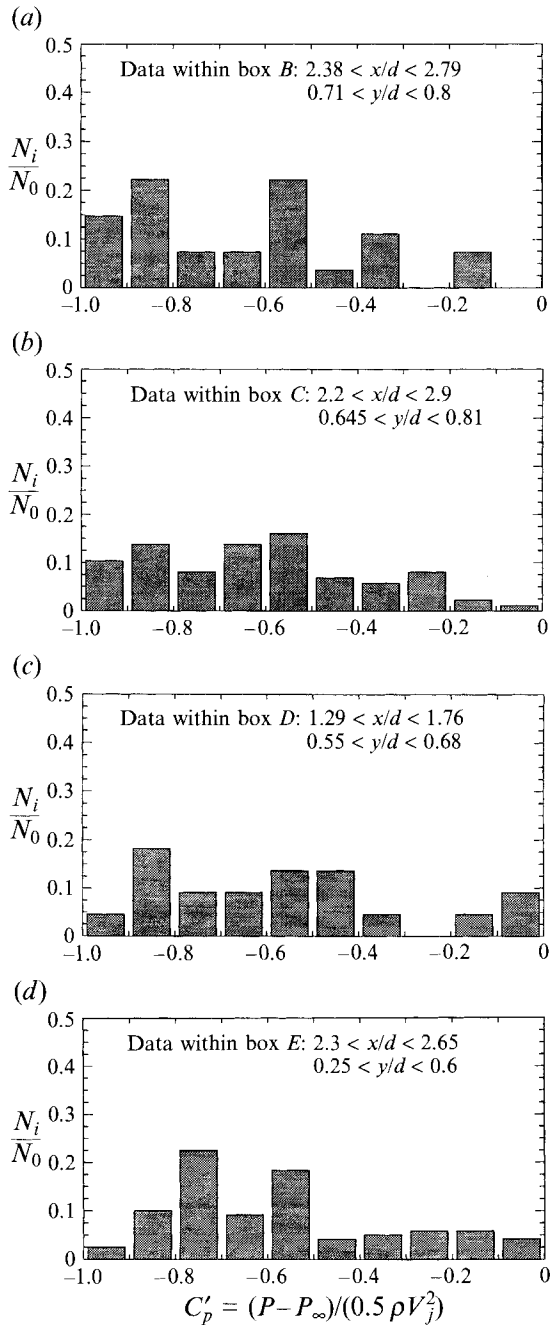 (a)
0.5
Data within box B: 2.38 < x/d < 2.79
0.71 < y/d < 0.8
0.4
0.3
N_i/N_0
0.2
0.1
0
−1.0 −0.8 −0.6 −0.4 −0.2 0
(b)
0.5
Data within box C: 2.2 < x/d < 2.9
0.645 < y/d < 0.81
0.4
0.3
N_i/N_0
0.2
0.1
0
−1.0 −0.8 −0.6 −0.4 −0.2 0
(c)
0.5
Data within box D: 1.29 < x/d < 1.76
0.55 < y/d < 0.68
0.4
0.3
N_i/N_0
0.2
0.1
0
−1.0 −0.8 −0.6 −0.4 −0.2 0
(d)
0.5
Data within box E: 2.3 < x/d < 2.65
0.25 < y/d < 0.6
0.4
0.3
N_i/N_0
0.2
0.1
0
−1.0 −0.8 −0.6 −0.4 −0.2 0
C′_p = (P−P_∞)/(0.5 ρV_j^2)